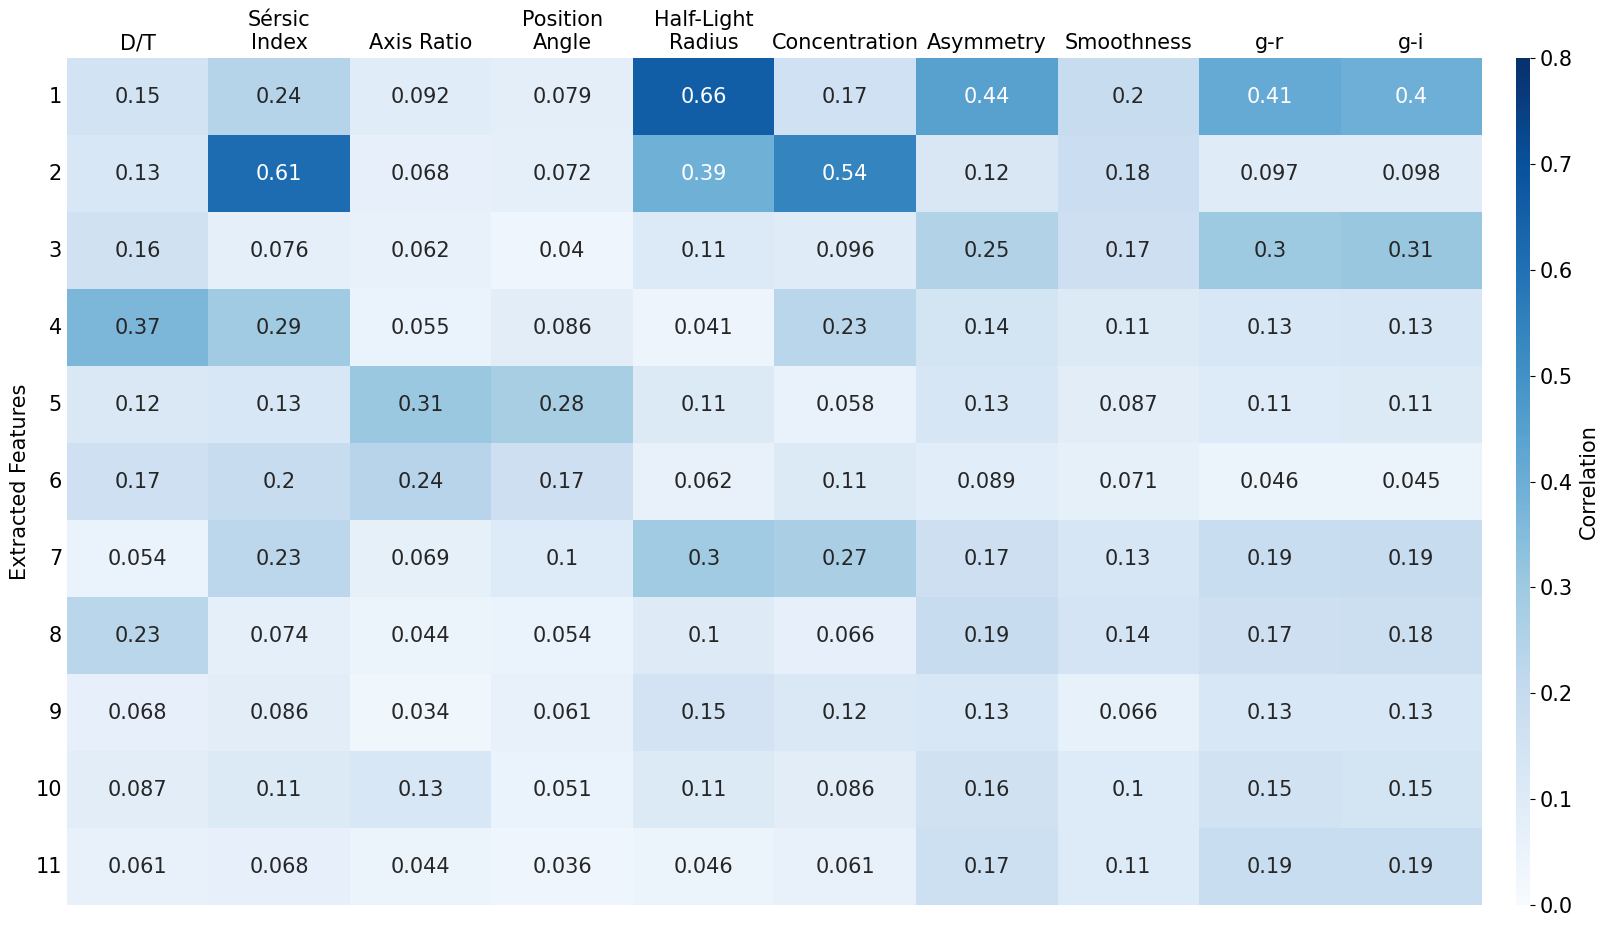 Sérsic
Position
Half-Light
D/T Index Axis Ratio Angle Radius Concentration Asymmetry Smoothness g-r g-i
1 0.15 0.24 0.092 0.079 0.66 0.17 0.44 0.2 0.41 0.4
2 0.13 0.61 0.068 0.072 0.39 0.54 0.12 0.18 0.097 0.098
3 0.16 0.076 0.062 0.04 0.11 0.096 0.25 0.17 0.3 0.31
4 0.37 0.29 0.055 0.086 0.041 0.23 0.14 0.11 0.13 0.13
5 0.12 0.13 0.31 0.28 0.11 0.058 0.13 0.087 0.11 0.11
6 0.17 0.2 0.24 0.17 0.062 0.11 0.089 0.071 0.046 0.045
7 0.054 0.23 0.069 0.1 0.3 0.27 0.17 0.13 0.19 0.19
8 0.23 0.074 0.044 0.054 0.1 0.066 0.19 0.14 0.17 0.18
9 0.068 0.086 0.034 0.061 0.15 0.12 0.13 0.066 0.13 0.13
10 0.087 0.11 0.13 0.051 0.11 0.086 0.16 0.1 0.15 0.15
11 0.061 0.068 0.044 0.036 0.046 0.061 0.17 0.11 0.19 0.19
Extracted Features
0.8
0.7
0.6
0.5
0.4
0.3
0.2
0.1
0.0
Correlation